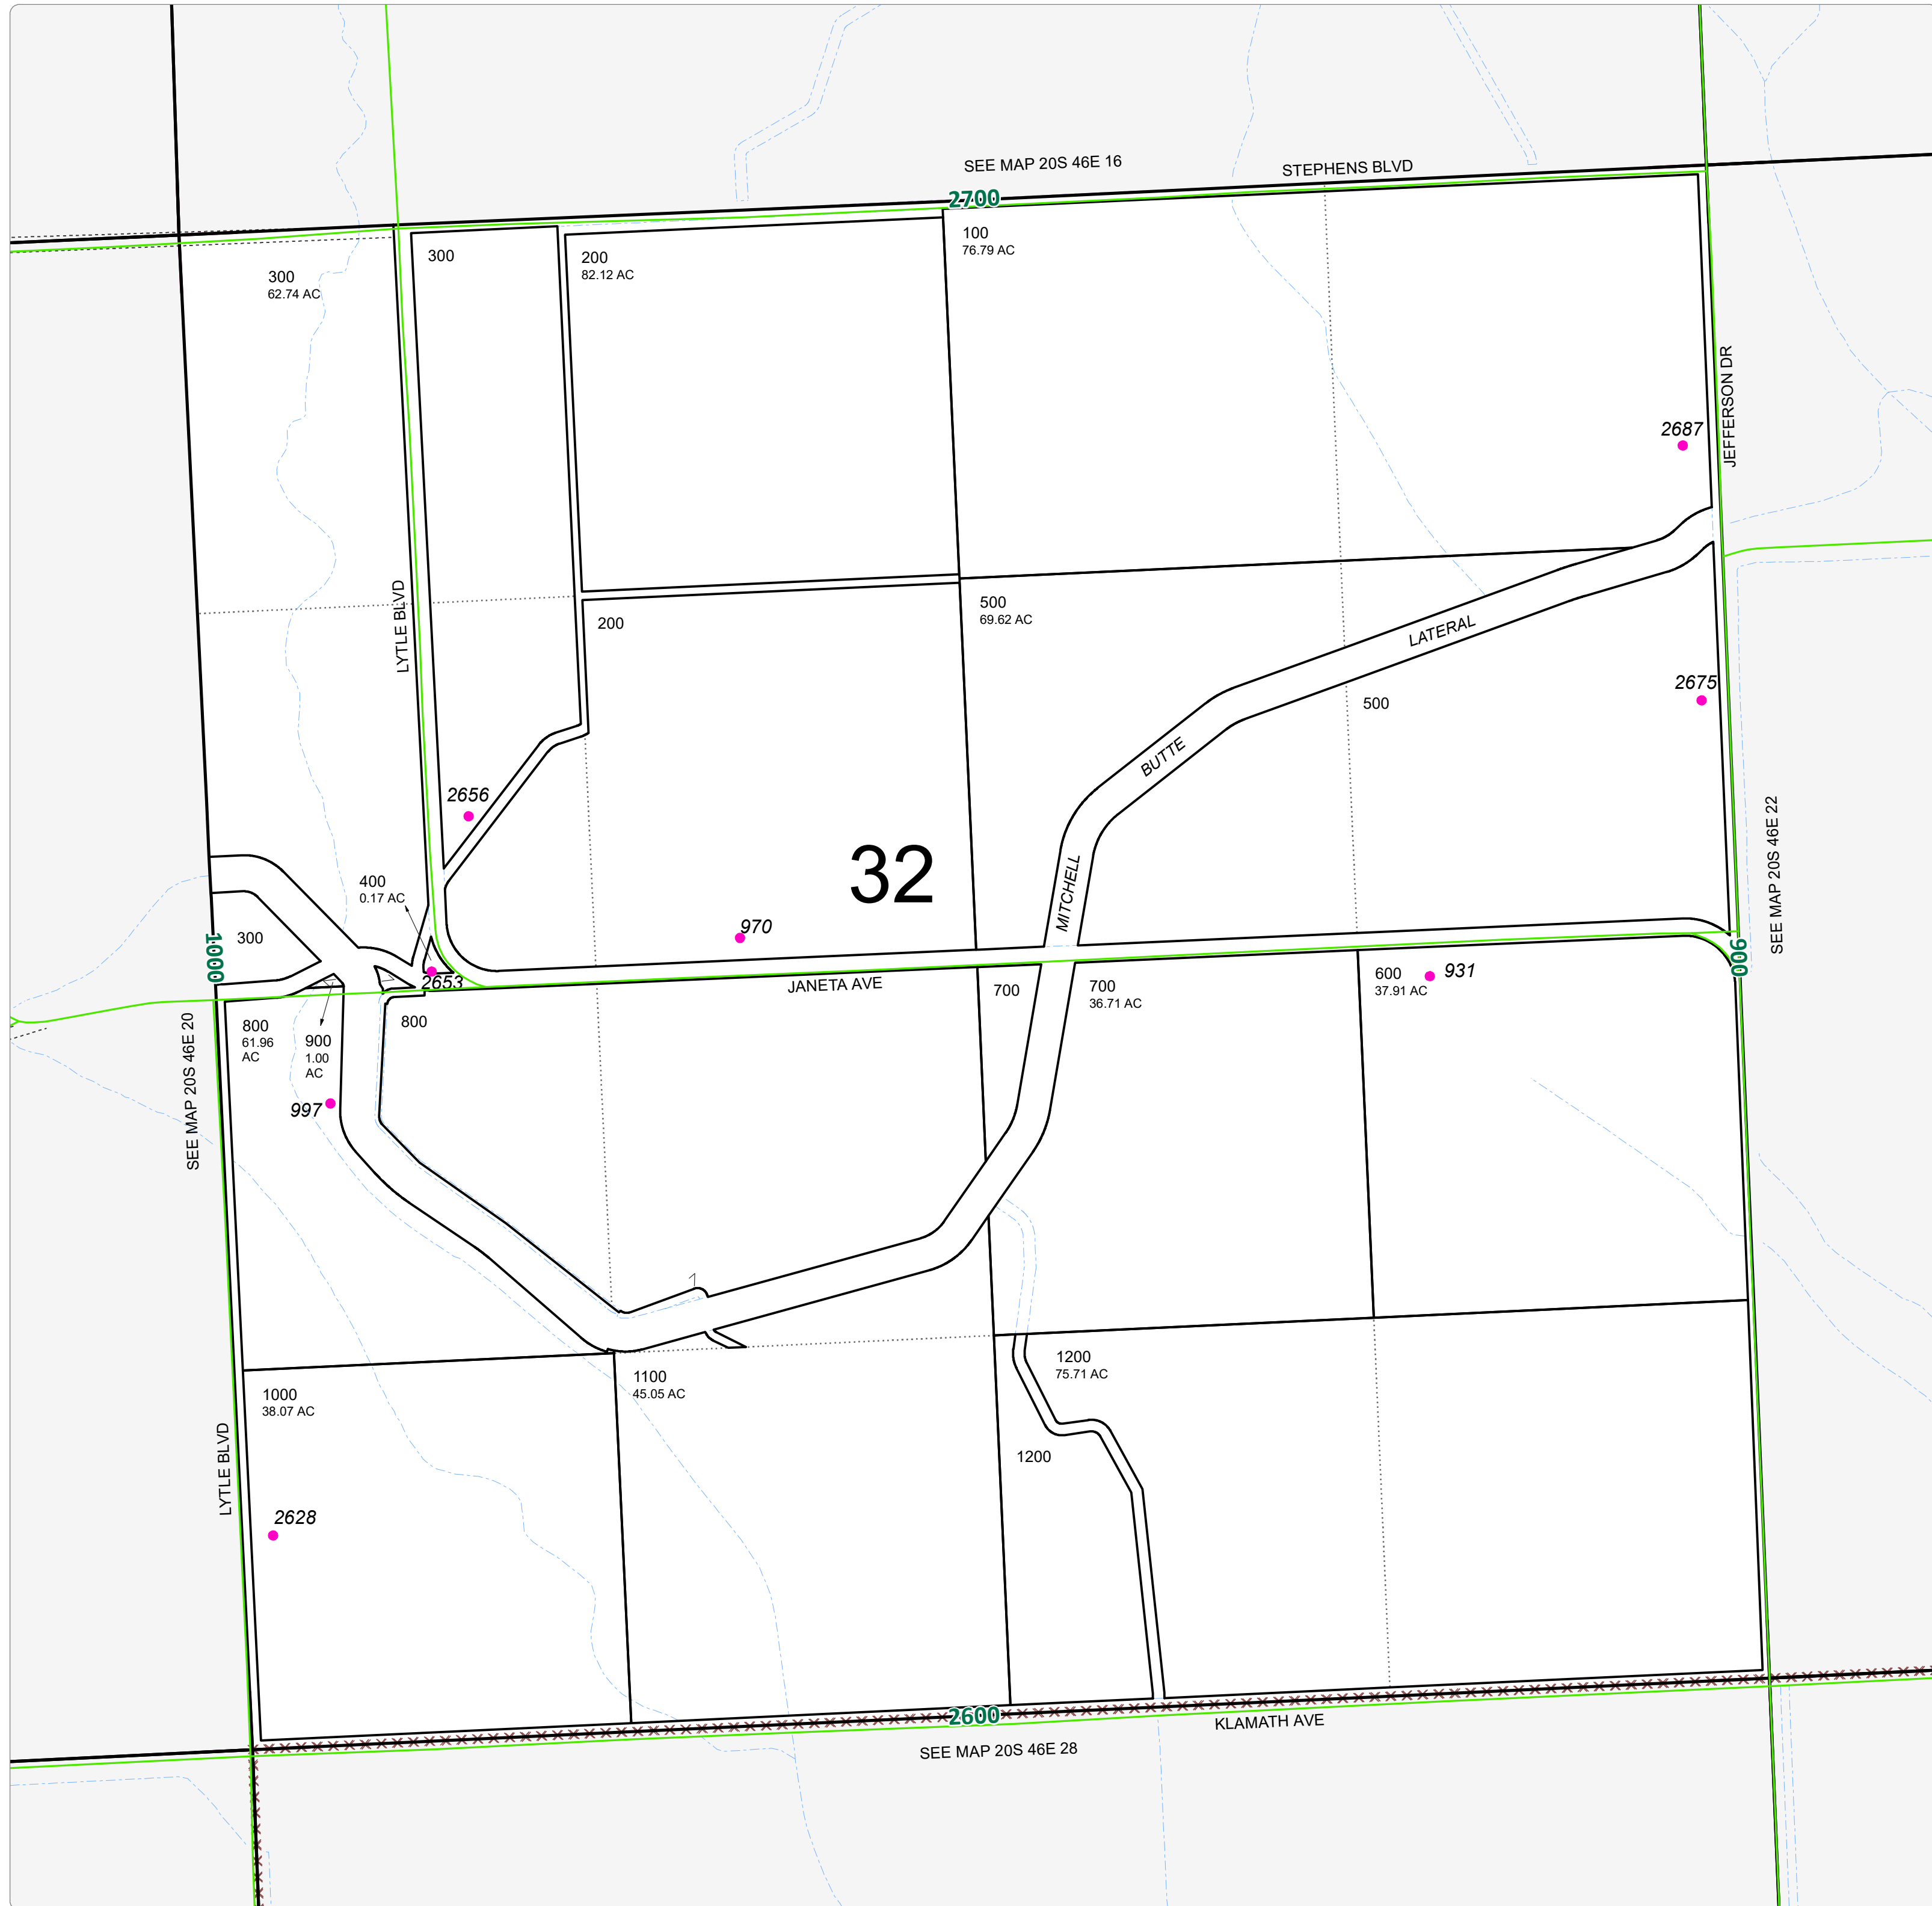 SEE MAP 20S 46E 16
STEPHENS BLVD
2700
300
62.74 AC
300
200
82.12 AC
100
76.79 AC
JEFFERSON DR
2687
LYTLE BLVD
200
500
69.62 AC
LATERAL
2675
500
BUTTE
2656
32
MITCHELL
SEE MAP 20S 46E 22
400
0.17 AC
970
300
1000
900
2653
JANETA AVE
700
700
36.71 AC
600
37.91 AC
931
SEE MAP 20S 46E 20
800
61.96
AC
900
1.00
AC
800
997
1100
45.05 AC
1200
75.71 AC
1000
38.07 AC
1200
LYTLE BLVD
2628
2600
KLAMATH AVE
SEE MAP 20S 46E 28